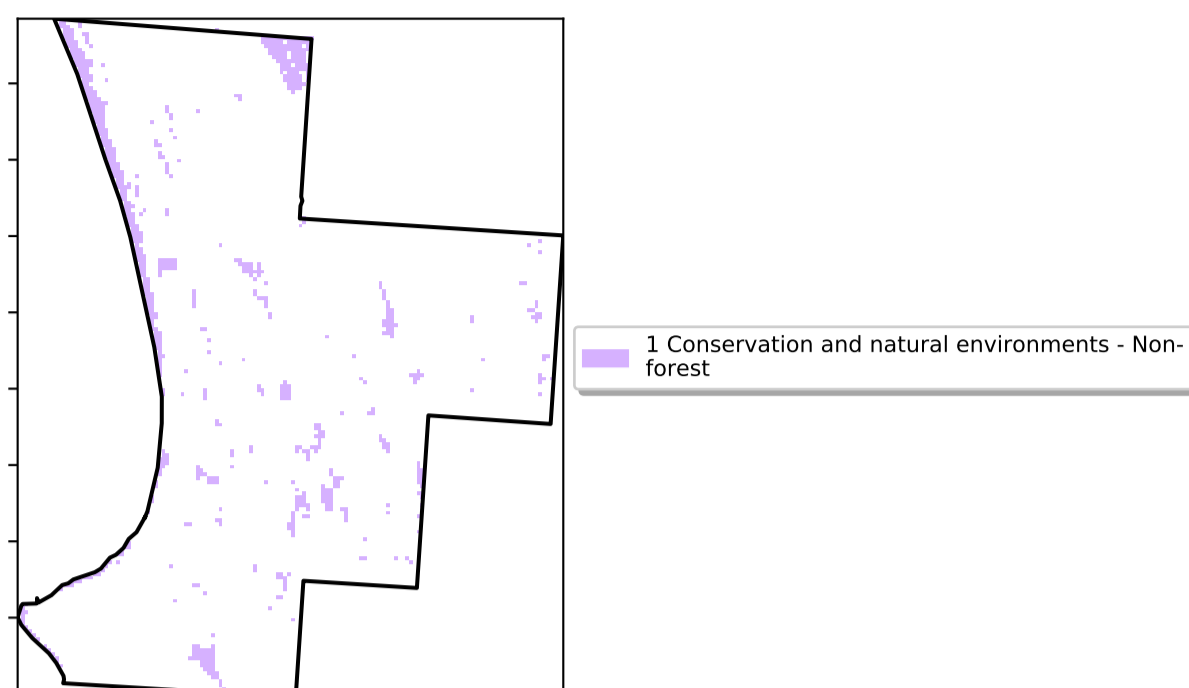 1 Conservation and natural environments - Non-
forest